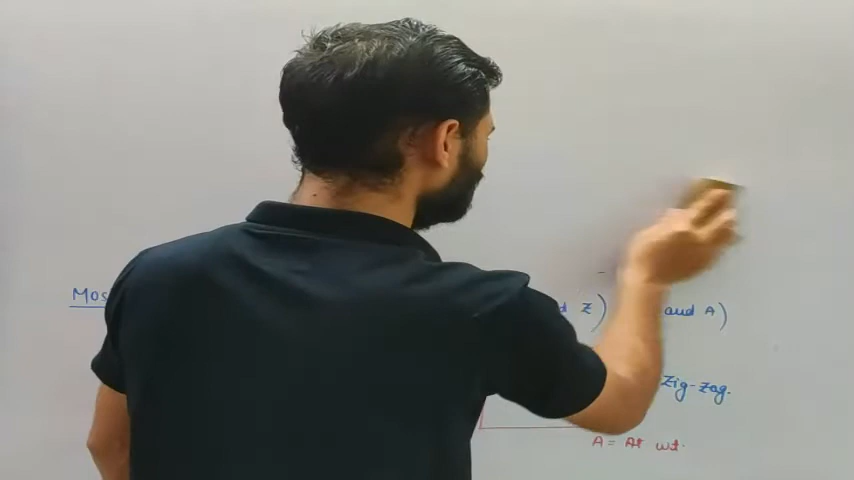 Mos d Z) and A)
Zig-Zag.
A = At wt.